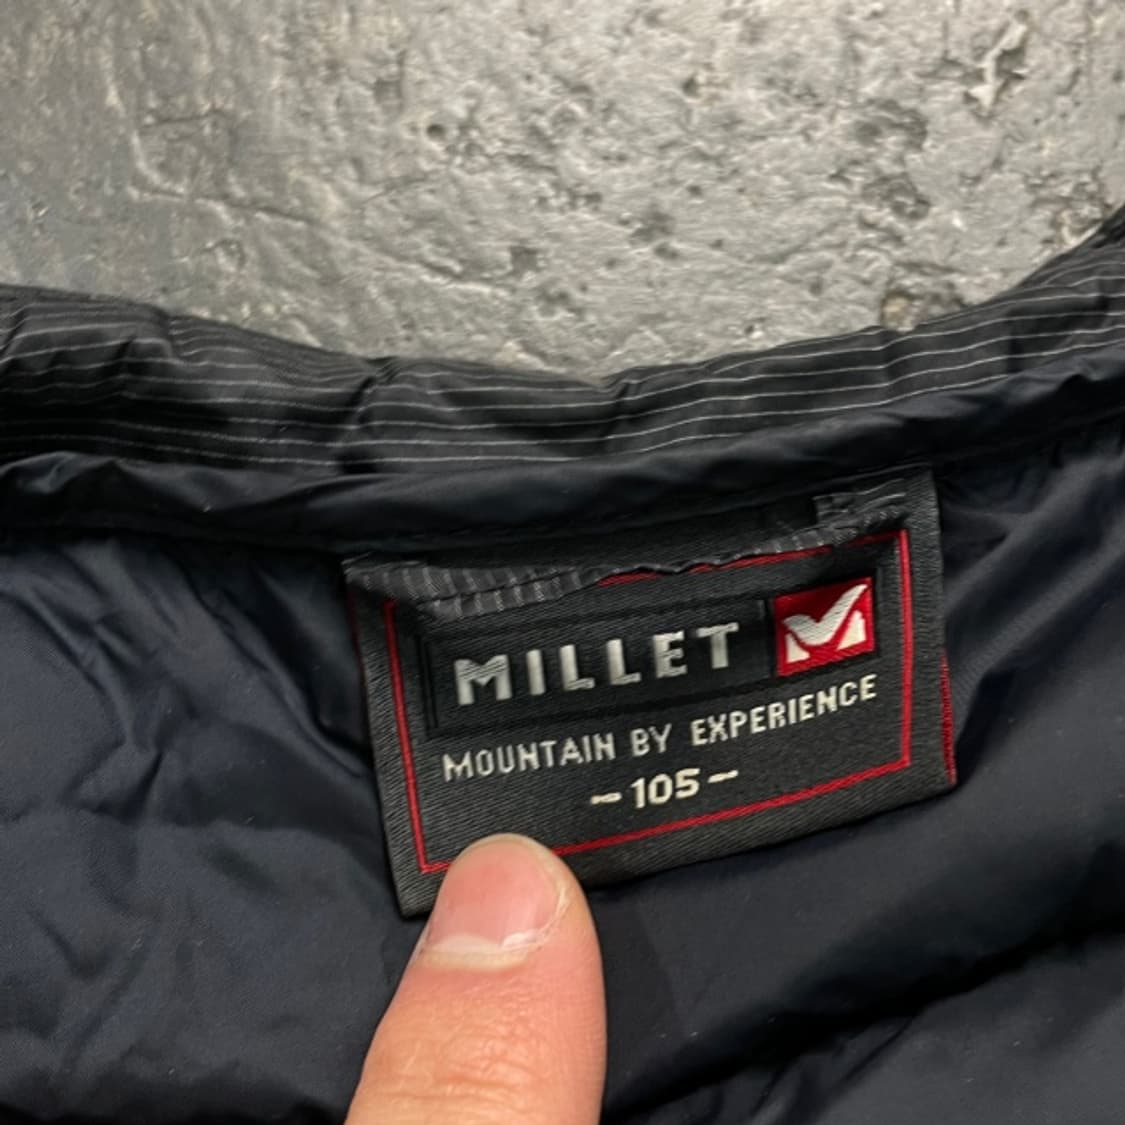 MILLET
MOUNTAIN BY EXPERIENCE
- 105 -